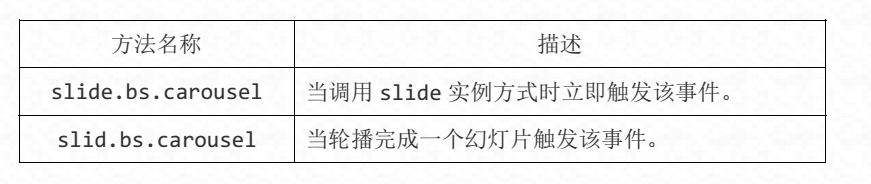 方法名称 描述
slide.bs.carousel 当调用 slide 实例方式时立即触发该事件。
slid.bs.carousel 当轮播完成一个幻灯片触发该事件。